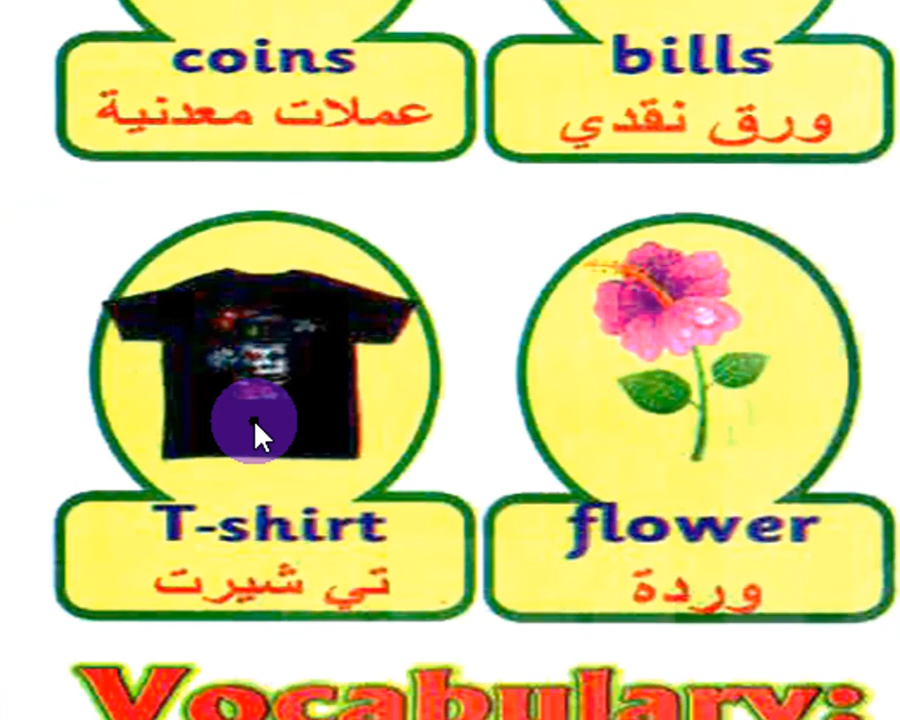 coins
bills
عملات معدنية
ورق نقدي
T-shirt
flower
تي شيرت
وردة
Vocabulary: